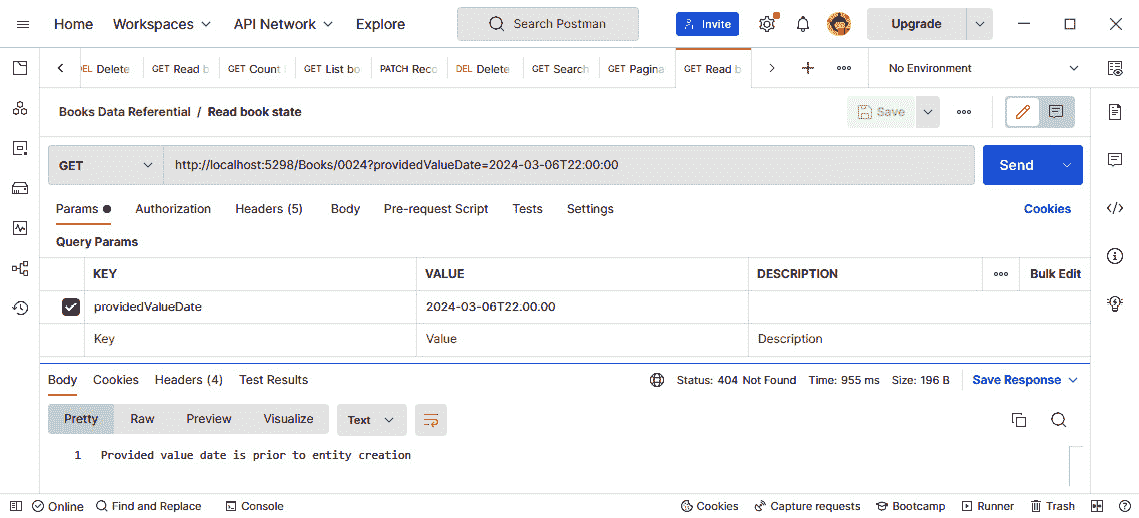 Home Workspaces API Network Explore Search Postman Invite Upgrade
DEL Delete GET Read b GET Count GET List bo PATCH Reco DEL Delete GET Search GET Pagina GET Read b No Environment
Books Data Referential / Read book state Save
GET http://localhost:5298/Books/0024?providedValueDate=2024-03-06T22:00:00 Send
Params Authorization Headers (5) Body Pre-request Script Tests Settings Cookies
Query Params
KEY VALUE DESCRIPTION Bulk Edit
providedValueDate 2024-03-06T22:00:00
Key Value Description
Body Cookies Headers (4) Test Results Status: 404 Not Found Time: 955 ms Size: 196 B Save Response
Pretty Raw Preview Visualize Text
1 Provided value date is prior to entity creation
Online Find and Replace Console Cookies Capture requests Bootcamp Runner Trash